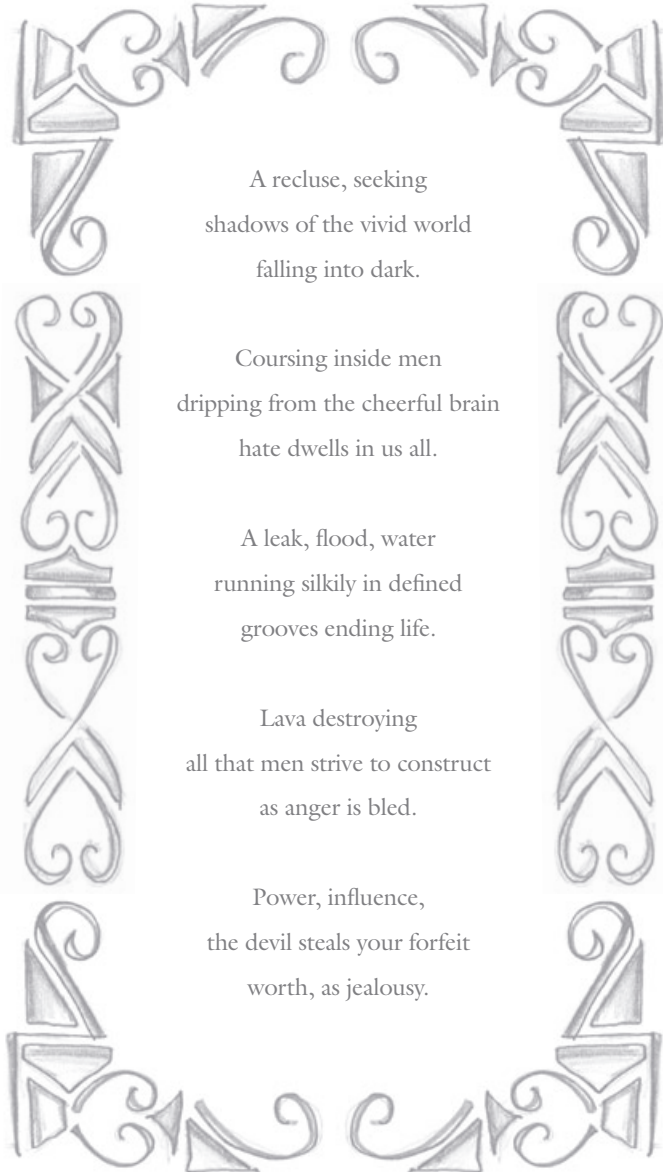 A recluse, seeking
shadows of the vivid world
falling into dark.
Coursing inside men
dripping from the cheerful brain
hate dwells in us all.
A leak, flood, water
running silkily in defined
grooves ending life.
Lava destroying
all that men strive to construct
as anger is bled.
Power, influence,
the devil steals your forfeit
worth, as jealousy.